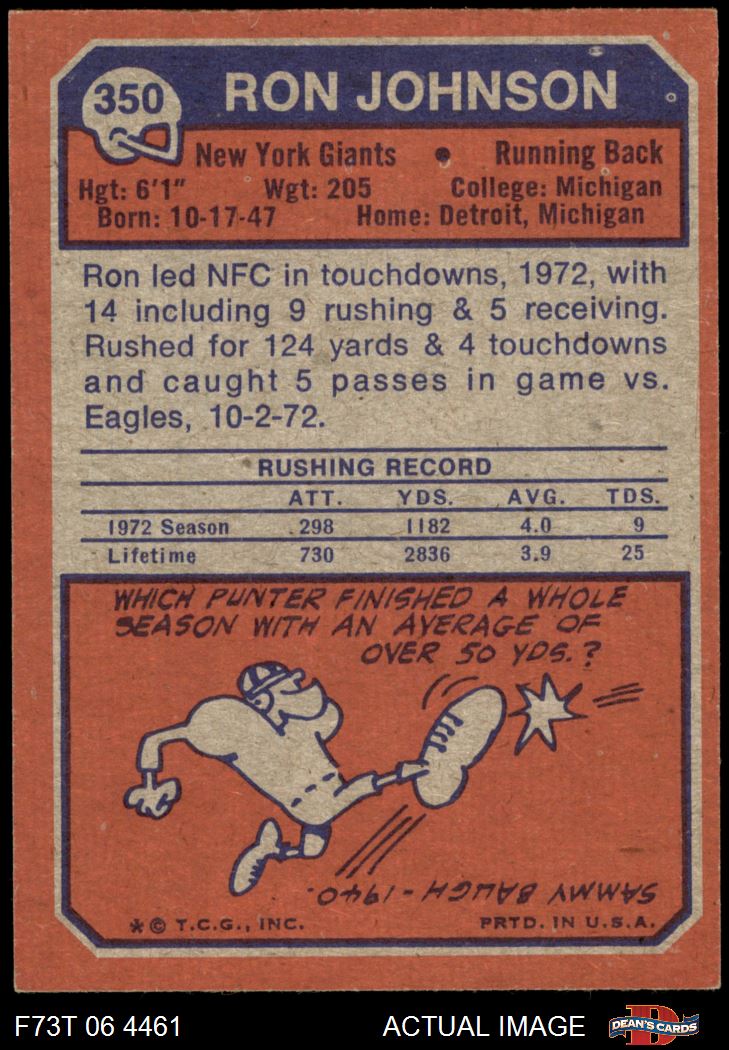 350
RON JOHNSON
New York Giants • Running Back
Hgt: 6'1" Wgt: 205 College: Michigan
Born: 10-17-47 Home: Detroit, Michigan
Ron led NFC in touchdowns, 1972, with
14 including 9 rushing & 5 receiving.
Rushed for 124 yards & 4 touchdowns
and caught 5 passes in game vs.
Eagles, 10-2-72.
RUSHING RECORD
ATT. YDS. AVG. TDS.
1972 Season 298 1182 4.0 9
Lifetime 730 2836 3.9 25
WHICH PUNTER FINISHED A WHOLE
SEASON WITH AN AVERAGE OF
OVER 50 YDS.?
SAMMY BAUGH-1940.
* © T.C.G., INC. PRTD. IN U.S.A.
F73T 06 4461 ACTUAL IMAGE
D
DEAN'S CARDS